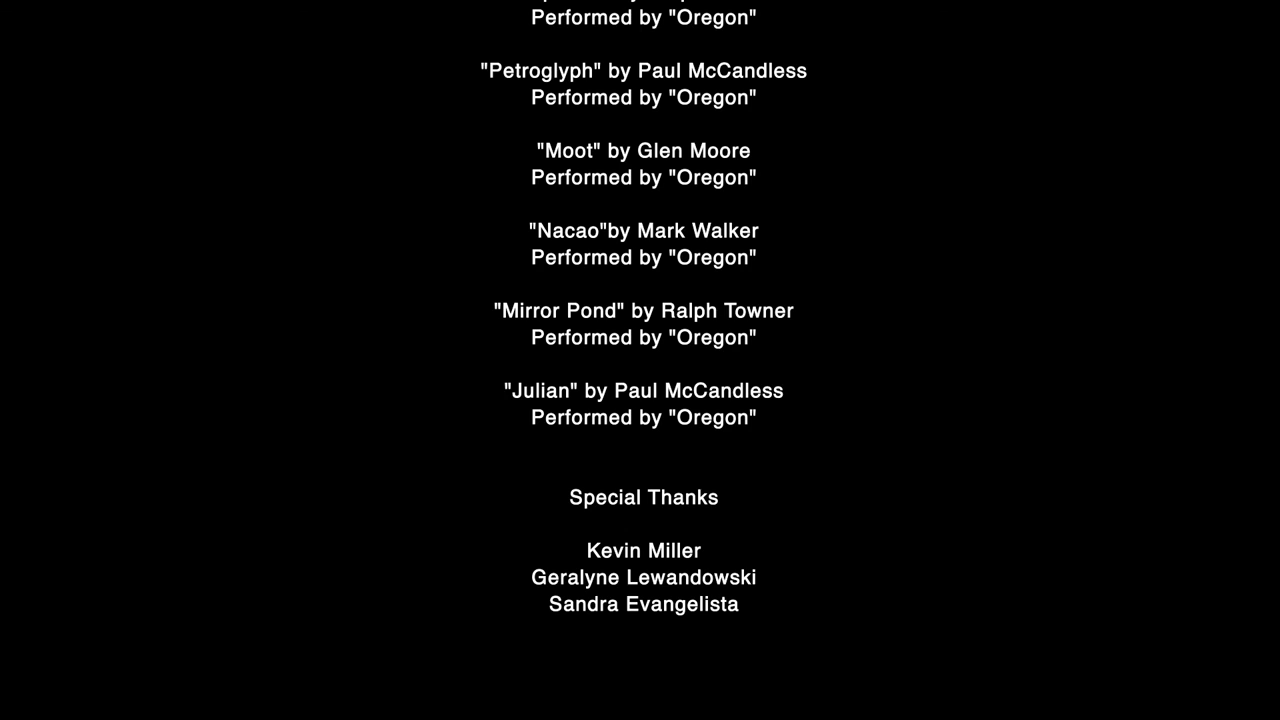 Performed by "Oregon"
"Petroglyph" by Paul McCandless
Performed by "Oregon"
"Moot" by Glen Moore
Performed by "Oregon"
"Nacao"by Mark Walker
Performed by "Oregon"
"Mirror Pond" by Ralph Towner
Performed by "Oregon"
"Julian" by Paul McCandless
Performed by "Oregon"
Special Thanks
Kevin Miller
Geralyne Lewandowski
Sandra Evangelista